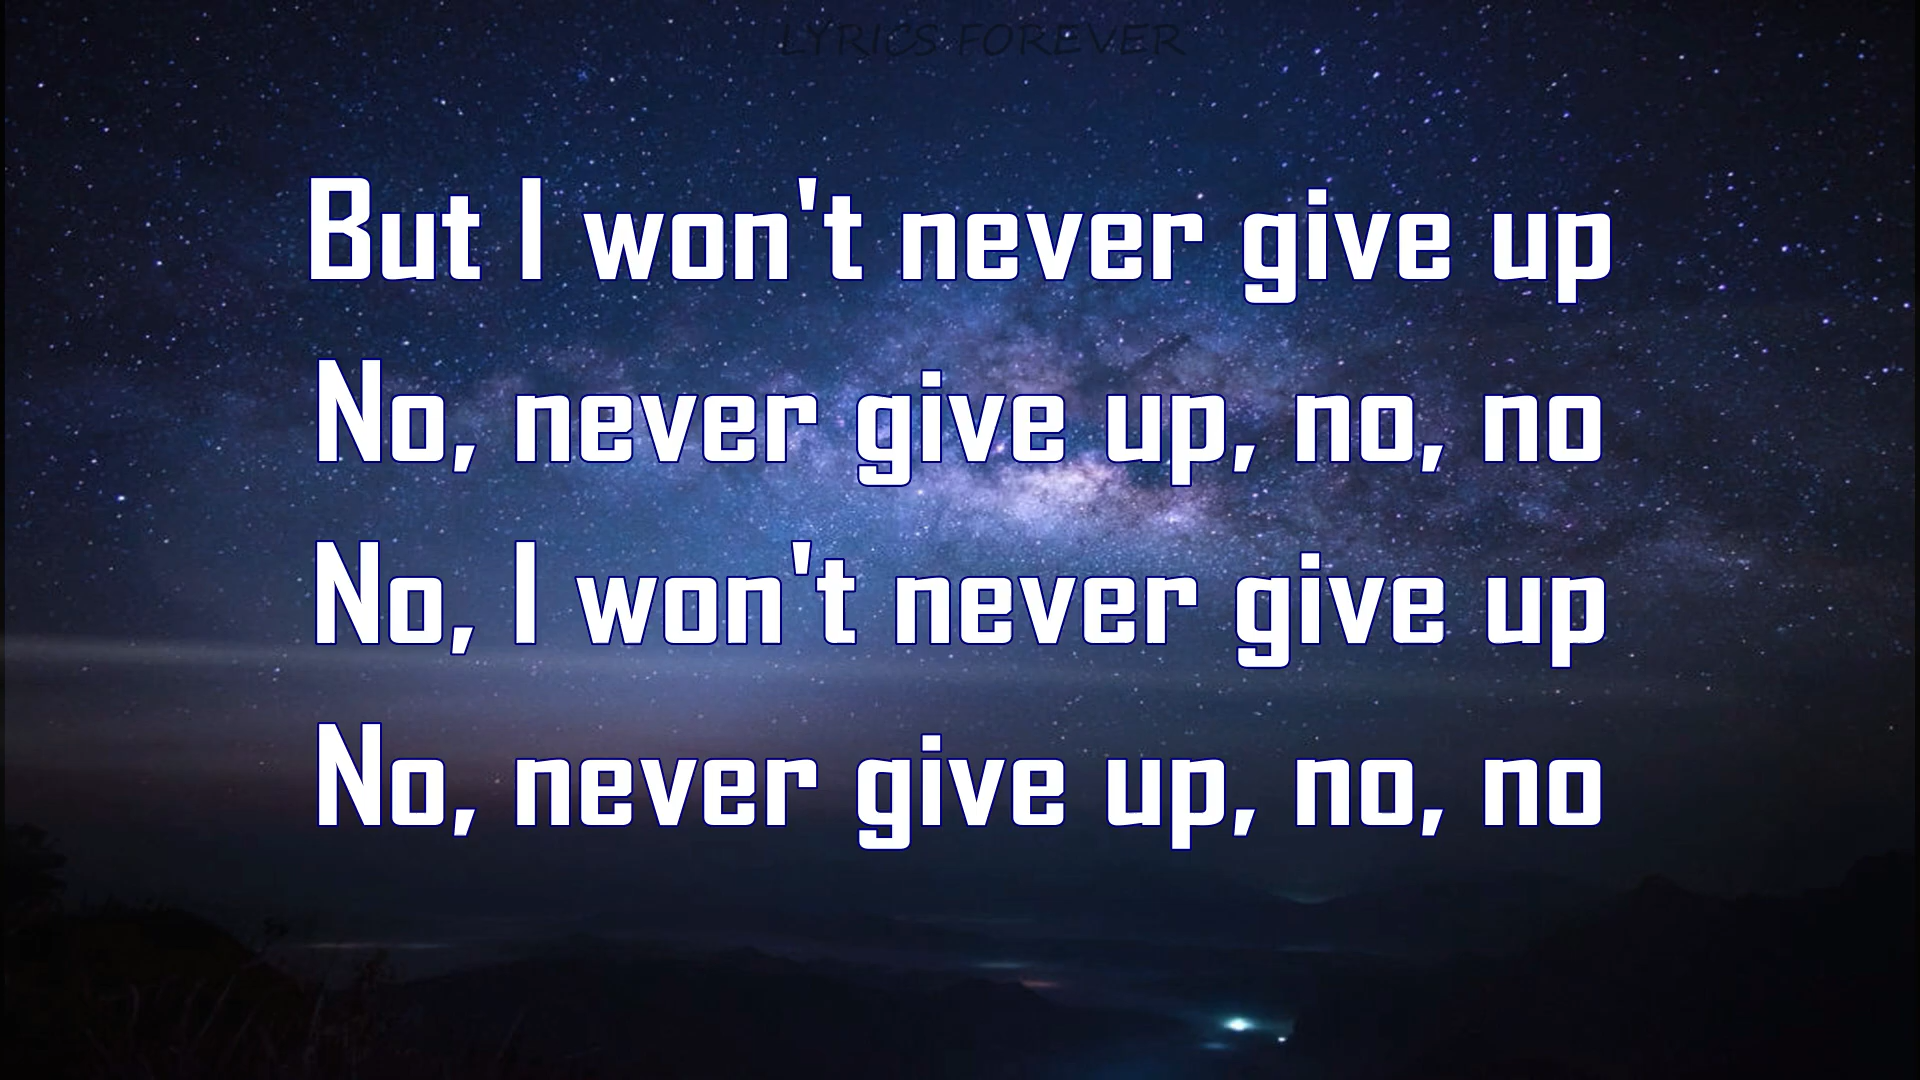 LYRICS FOREVER
But I won't never give up
No, never give up, no, no
No, I won't never give up
No, never give up, no, no